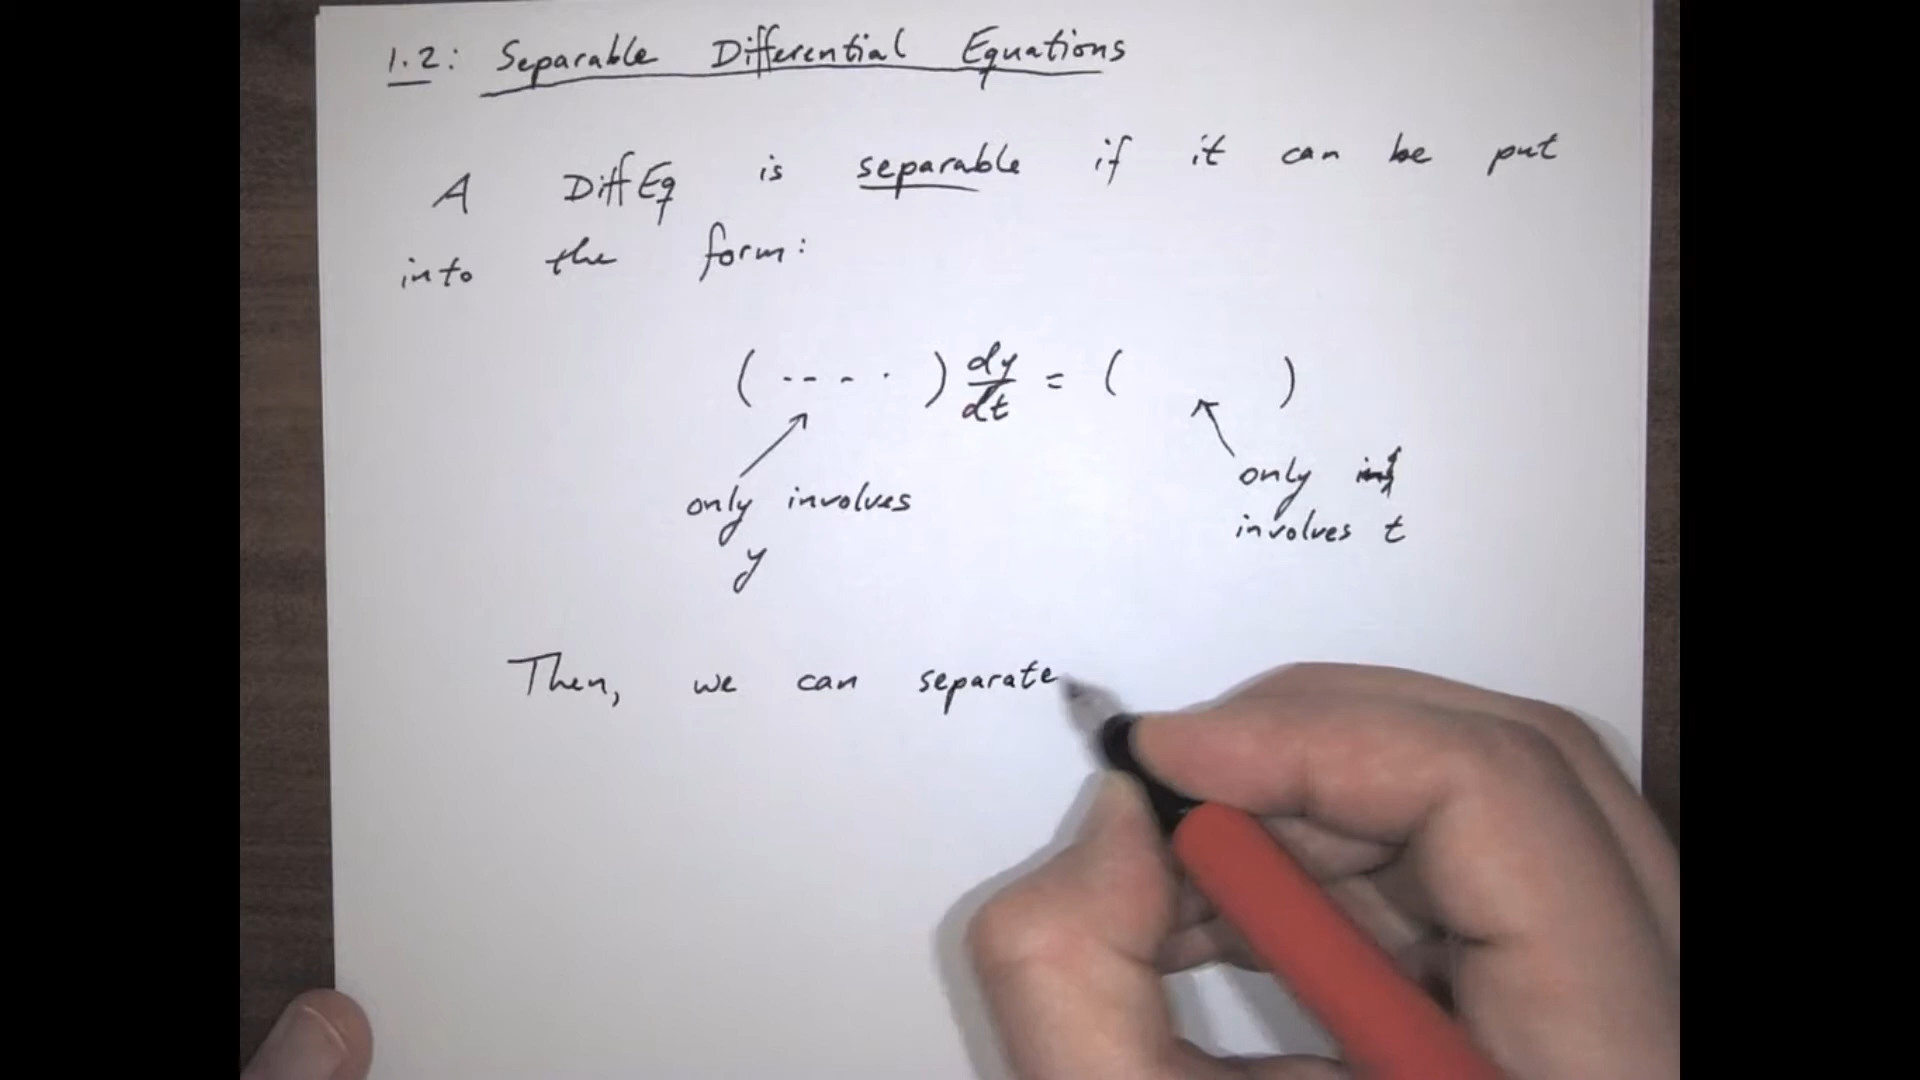 1.2: Separable Differential Equations
A DiffEq is separable if it can be put
into the form:
( ---- · ) dy/dt = (        )
only involves
y
only
involves t
Then, we can separate